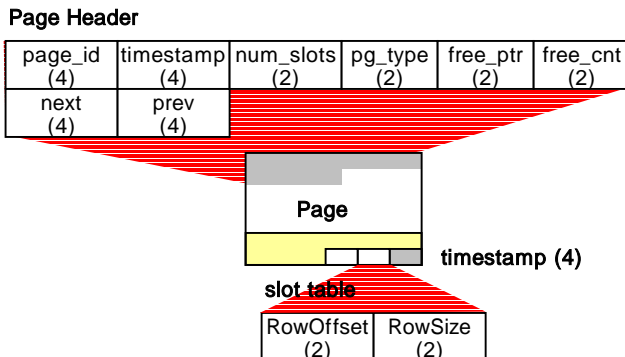 Page Header
page_id timestamp num_slots pg_type free_ptr free_cnt
(4) (4) (2) (2) (2) (2)
next prev
(4) (4)
Page
timestamp (4)
slot table
RowOffset RowSize
(2) (2)